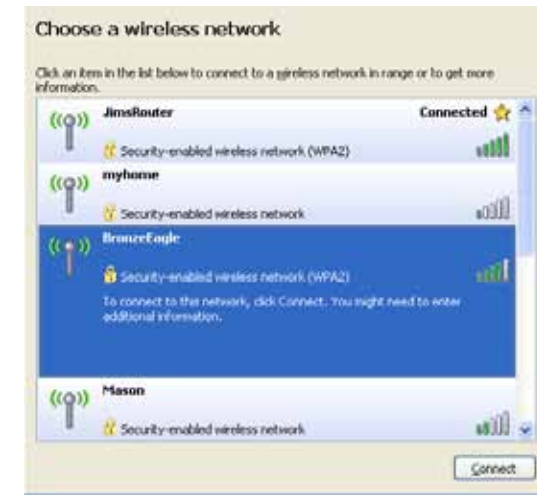 Choose a wireless network
Click an item in the list below to connect to a wireless network in range or to get more
information.
JimsRouter Connected
Security-enabled wireless network (WPA2)
myhome
Security-enabled wireless network
BronzeEagle
Security-enabled wireless network (WPA2)
To connect to this network, click Connect. You might need to enter
additional information.
Mason
Security-enabled wireless network
Connect